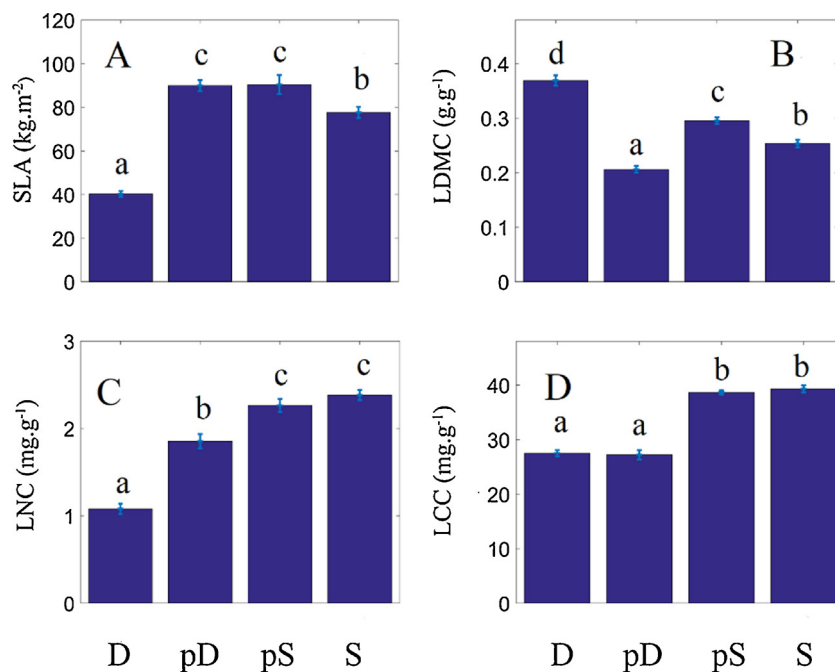 A
SLA (kg.m⁻²)
120
100
80
60
40
20
0
a
c
c
b
B
LDMC (g.g⁻¹)
0.4
0.3
0.2
0.1
0
d
a
c
b
C
LNC (mg.g⁻¹)
3
2
1
0
a
b
c
c
D
LCC (mg.g⁻¹)
40
30
20
10
0
a
a
b
b
D pD pS S
D pD pS S